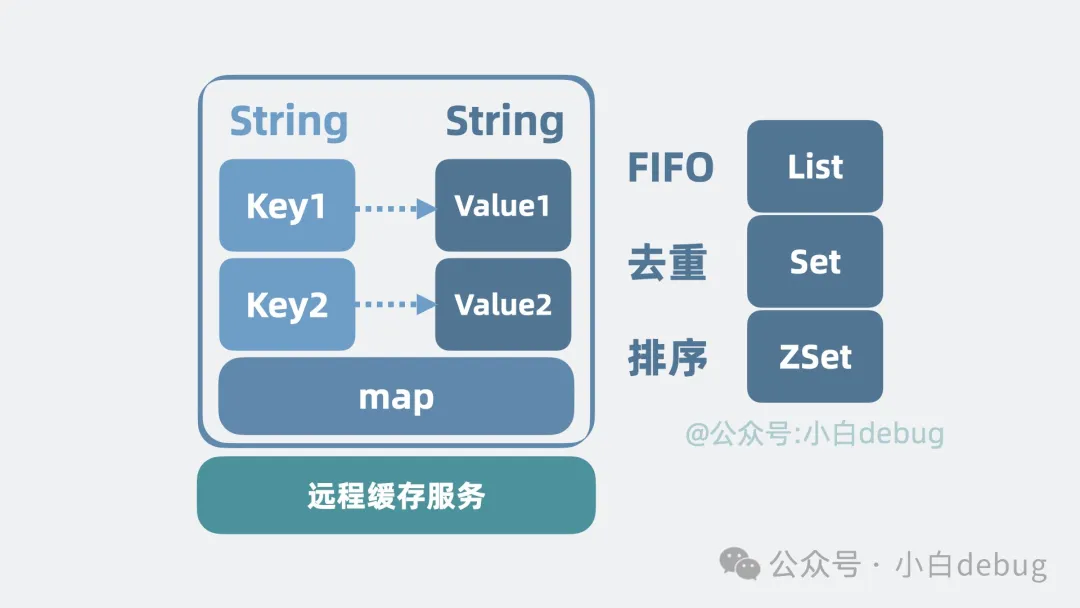 String String
Key1 Value1
Key2 Value2
map
远程缓存服务
FIFO List
去重 Set
排序 ZSet
@公众号:小白debug
公众号 · 小白debug